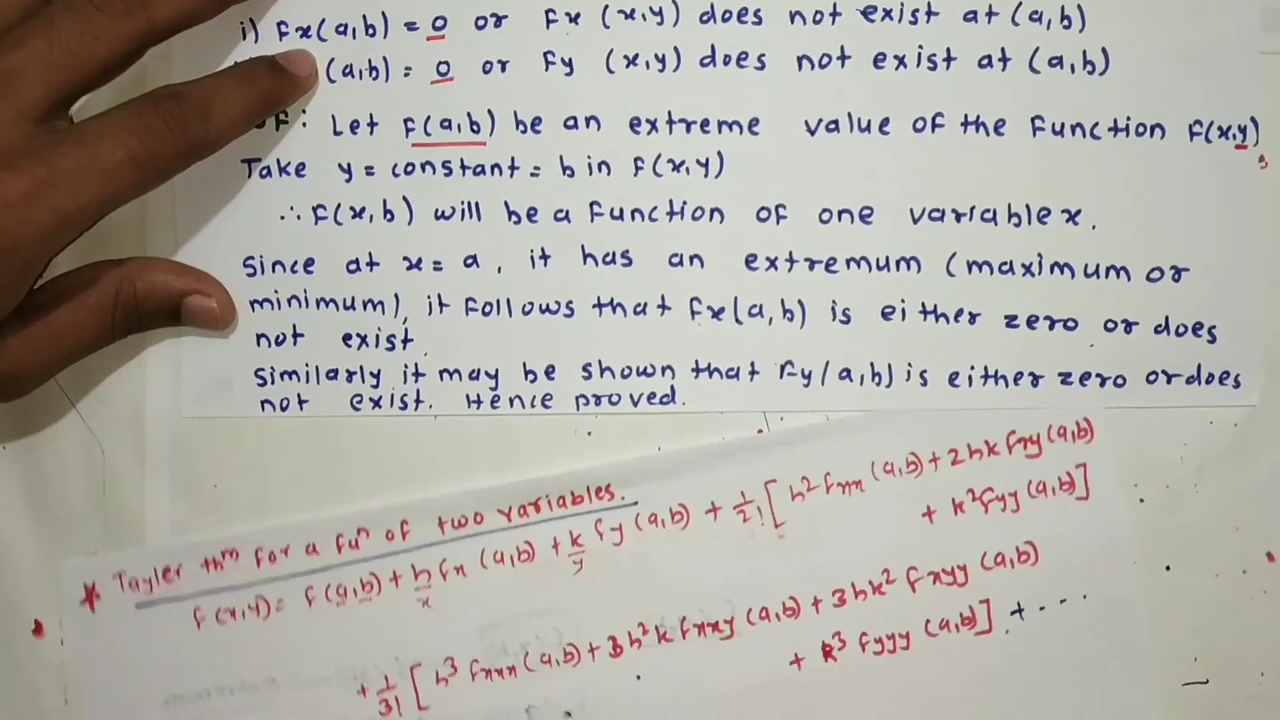 i) Fx(a,b) = 0 or Fx (x,y) does not exist at (a,b)
(a,b) = 0 or Fy (x,y) does not exist at (a,b)
Let F(a,b) be an extreme value of the function F(x,y)
Take y = constant = b in F(x,y)
∴ F(x,b) will be a function of one variable x.
Since at x = a, it has an extremum (maximum or
minimum), it follows that Fx(a,b) is either zero or does
not exist.
similarly it may be shown that Fy(a,b) is either zero or does
not exist. Hence proved.
* Tayler thm for a fun of two variables.
f(x,y) = f(a,b) + h fx (a,b) + k fy (a,b) + 1/2! [h² fxx (a,b) + 2hk fxy (a,b)
x y
+ k² fyy (a,b)]
+ 1/3! [h³ fxxx (a,b) + 3h²k fxxy (a,b) + 3hk² fxyy (a,b)
+ k³ fyyy (a,b)] + ...